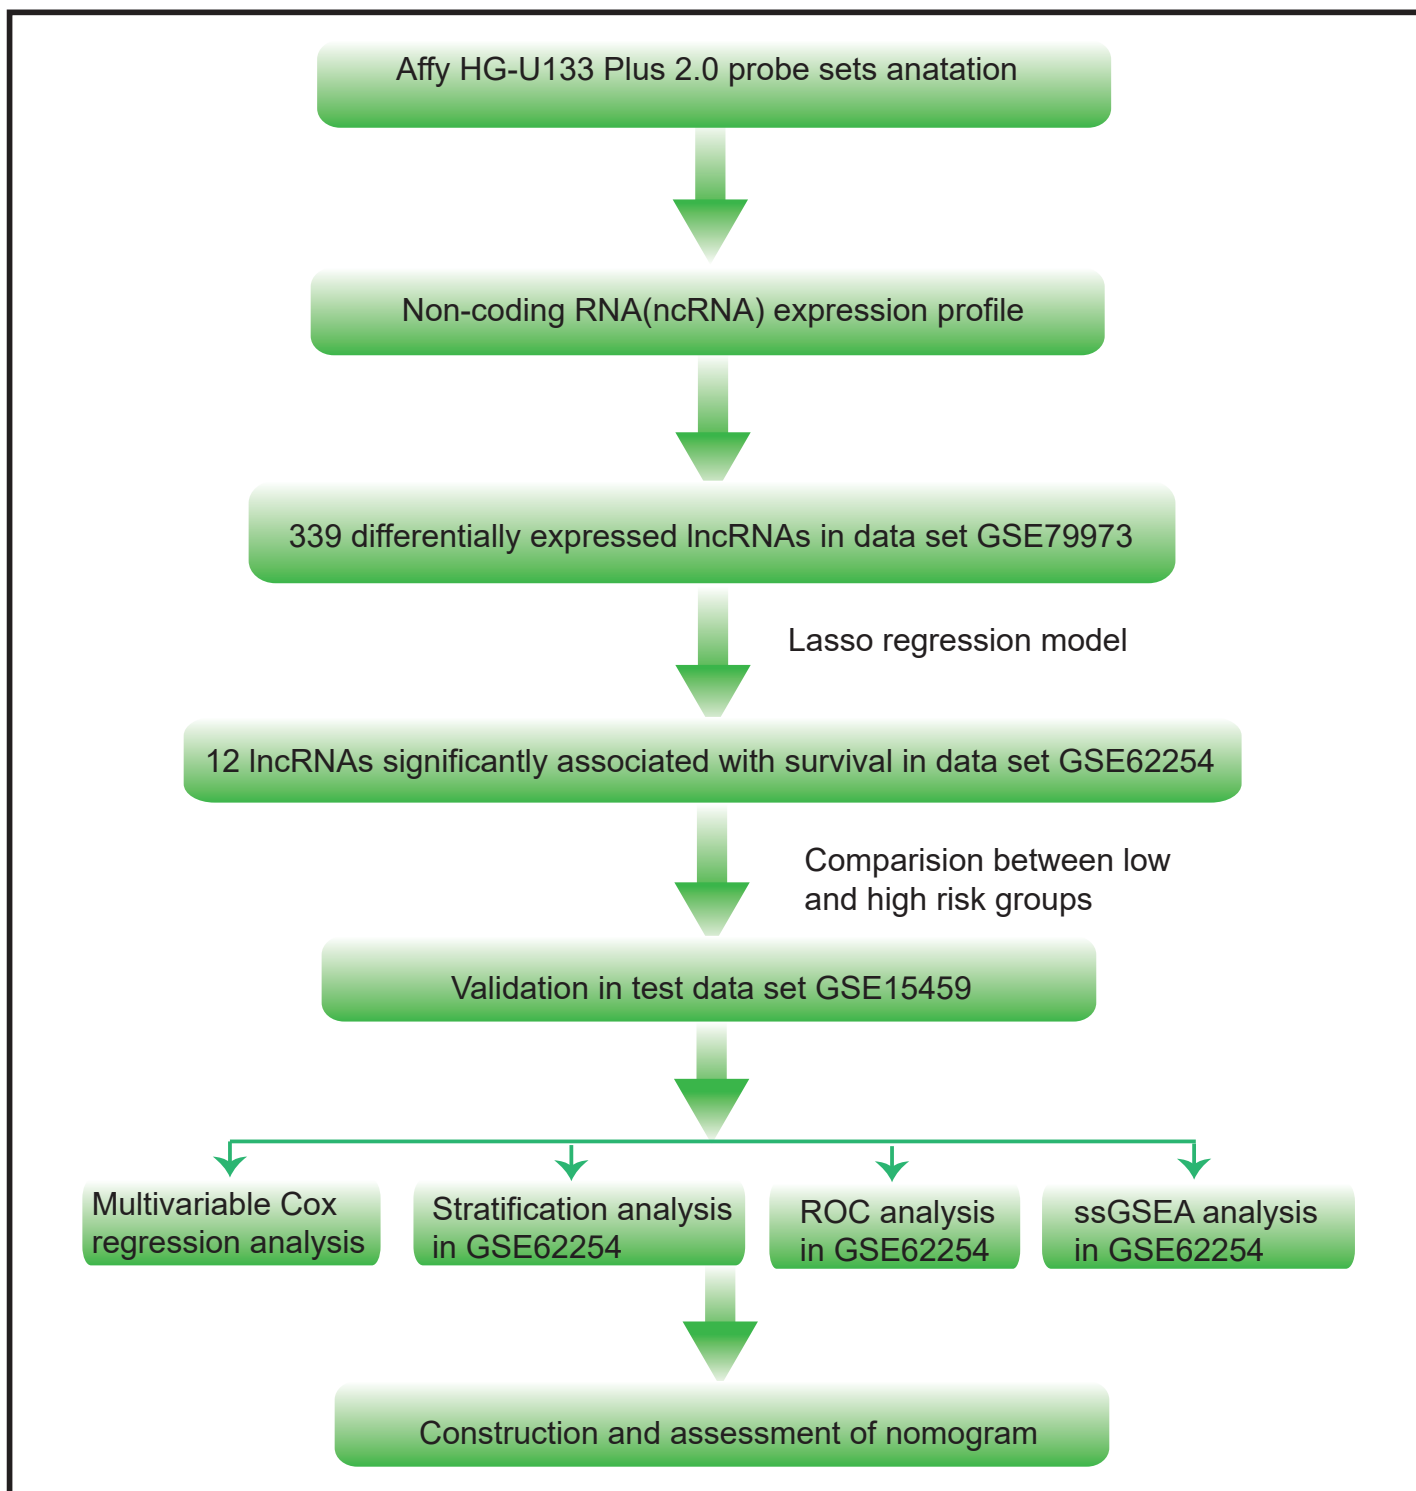 Affy HG-U133 Plus 2.0 probe sets anatation
Non-coding RNA(ncRNA) expression profile
339 differentially expressed lncRNAs in data set GSE79973
Lasso regression model
12 lncRNAs significantly associated with survival in data set GSE62254
Comparision between low
and high risk groups
Validation in test data set GSE15459
Multivariable Cox
regression analysis
Stratification analysis
in GSE62254
ROC analysis
in GSE62254
ssGSEA analysis
in GSE62254
Construction and assessment of nomogram